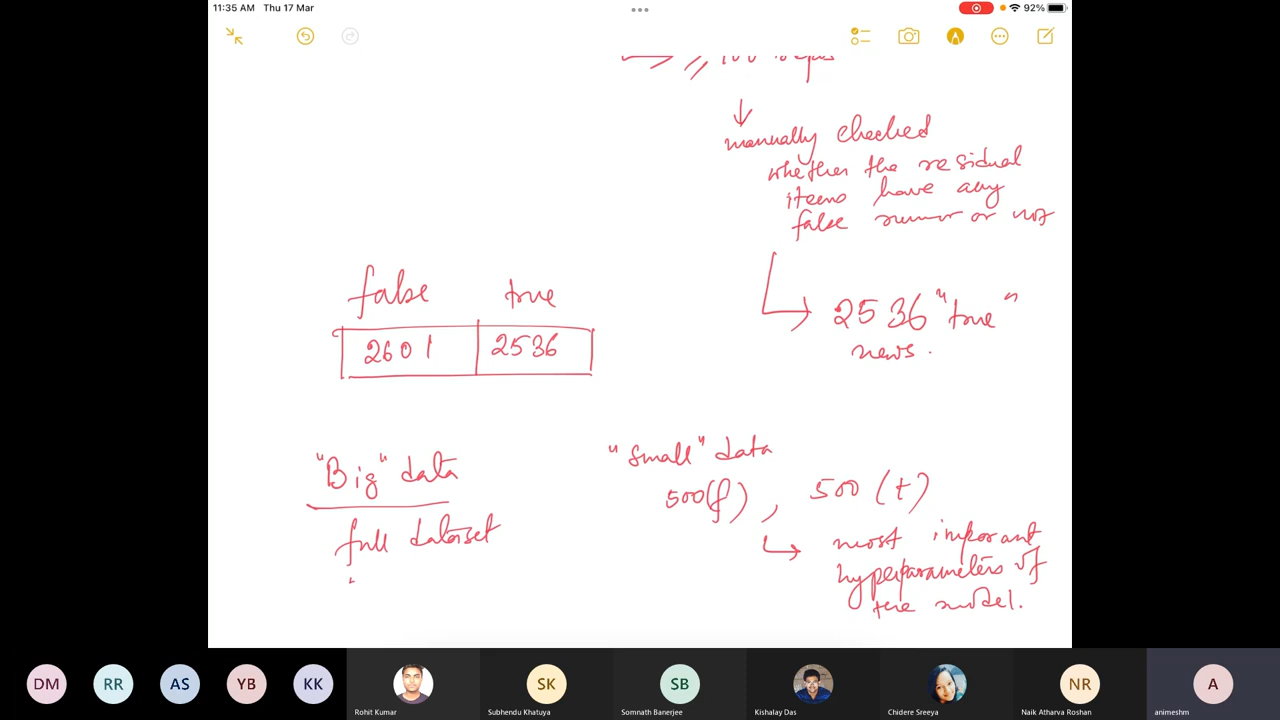 11:35 AM Thu 17 Mar
92%
100
manually checked
whether the residual
items have any
false rumor or not
false true
2601 2536
2536 "true"
news.
"Big" data
full dataset
"small" data
500(f), 500 (t)
most imporant
hyperparameters of
the model.
DM RR AS YB KK SK SB NR A
Rohit Kumar Subhendu Khatuya Somnath Banerjee Kishalay Das Chidere Sreeya Naik Atharva Roshan animeshm